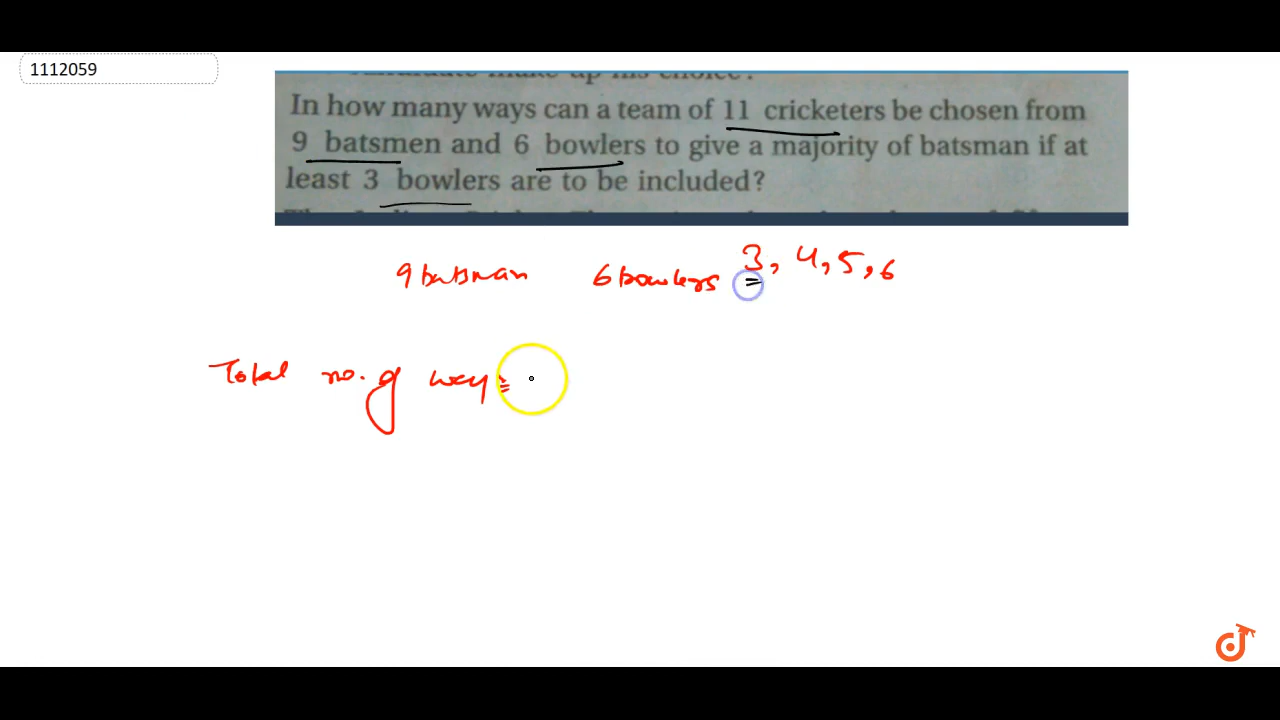 1112059
In how many ways can a team of 11 cricketers be chosen from
9 batsmen and 6 bowlers to give a majority of batsman if at
least 3 bowlers are to be included?
9 batsman 6 bowlers 3, 4, 5, 6
Total no. of ways =